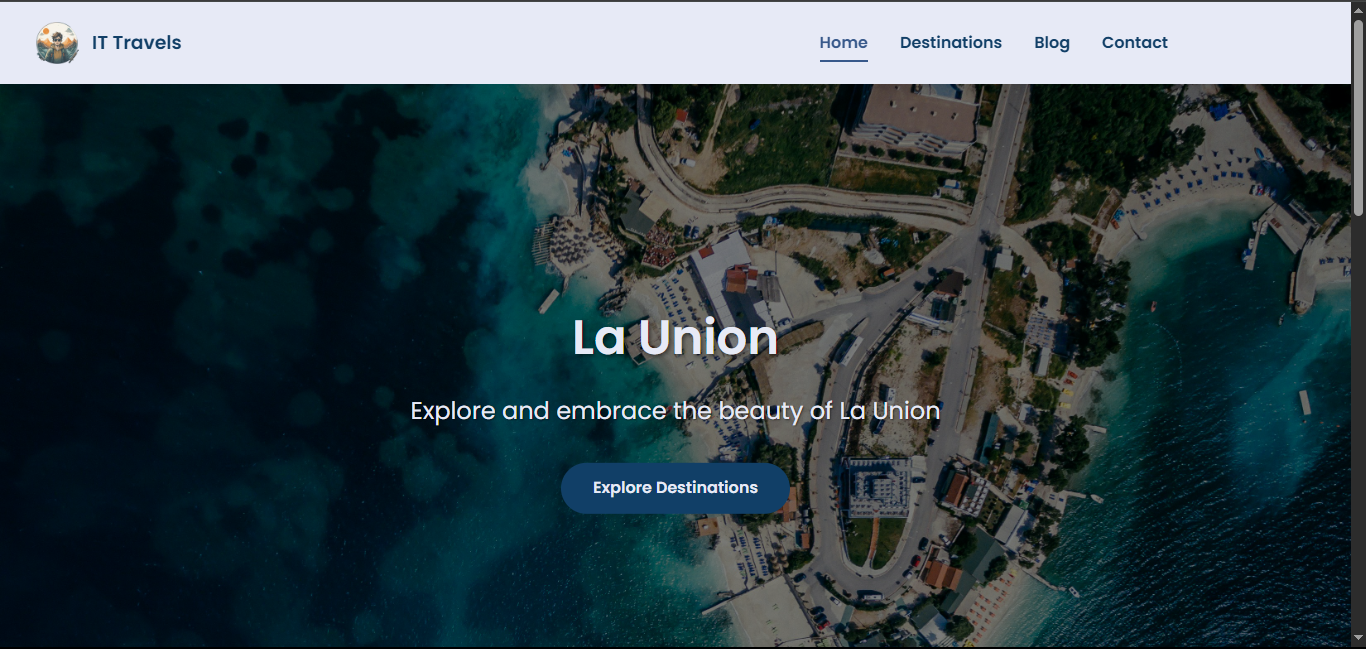 IT Travels
Home Destinations Blog Contact
La Union
Explore and embrace the beauty of La Union
Explore Destinations